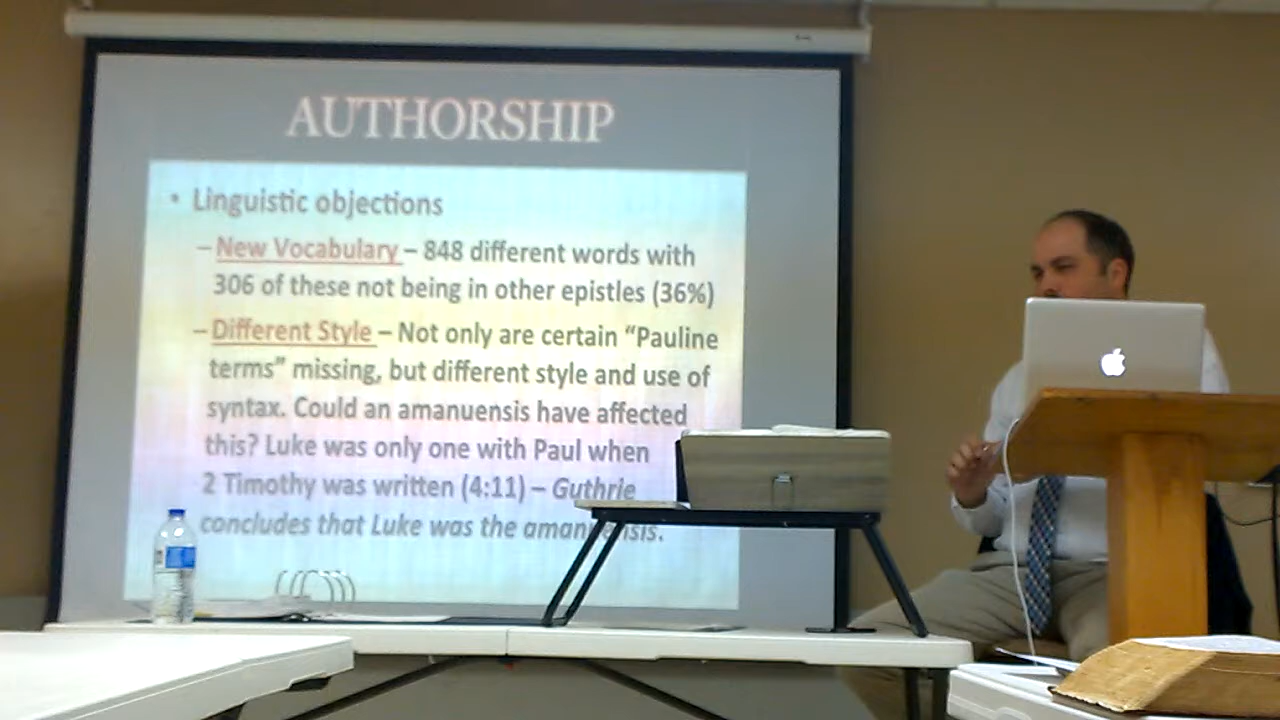 AUTHORSHIP
• Linguistic objections
– New Vocabulary – 848 different words with
306 of these not being in other epistles (36%)
– Different Style – Not only are certain “Pauline
terms” missing, but different style and use of
syntax. Could an amanuensis have affected
this? Luke was only one with Paul when
2 Timothy was written (4:11) – Guthrie
concludes that Luke was the amanuensis.